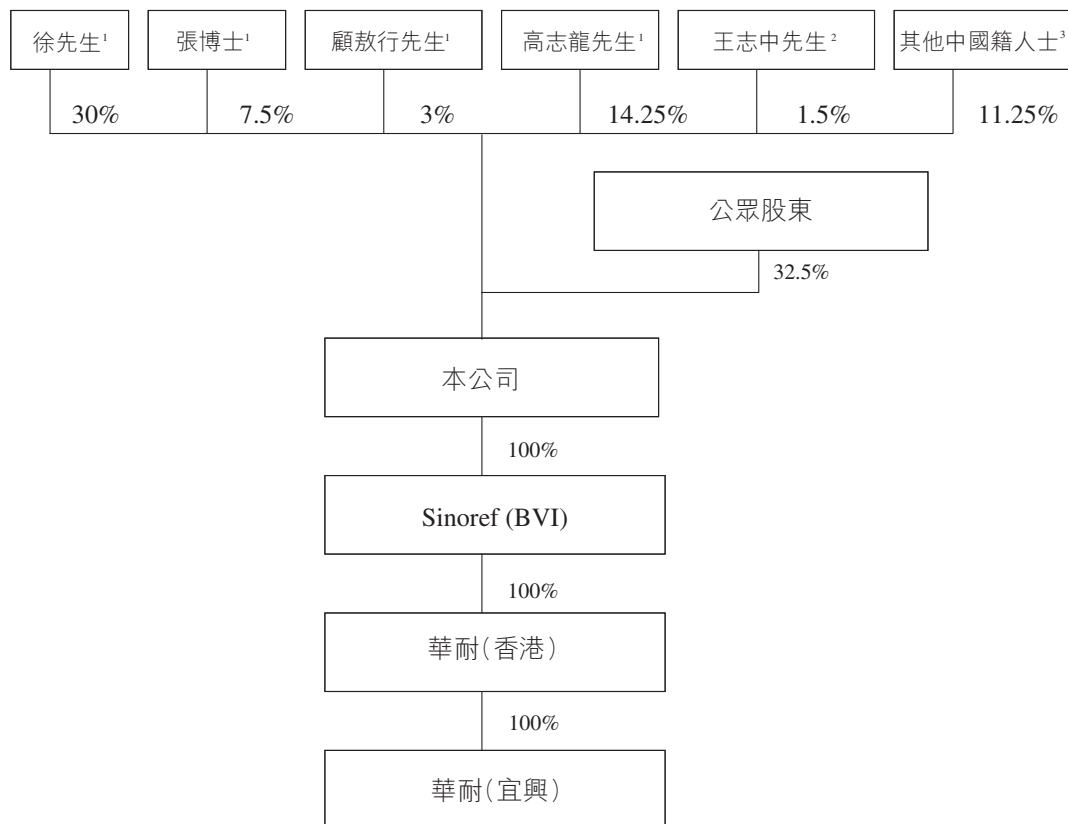 徐先生¹ 張博士¹ 顧敖行先生¹ 高志龍先生¹ 王志中先生² 其他中國籍人士³
30% 7.5% 3% 14.25% 1.5% 11.25%
公眾股東
32.5%
本公司
100%
Sinoref (BVI)
100%
華耐(香港)
100%
華耐(宜興)